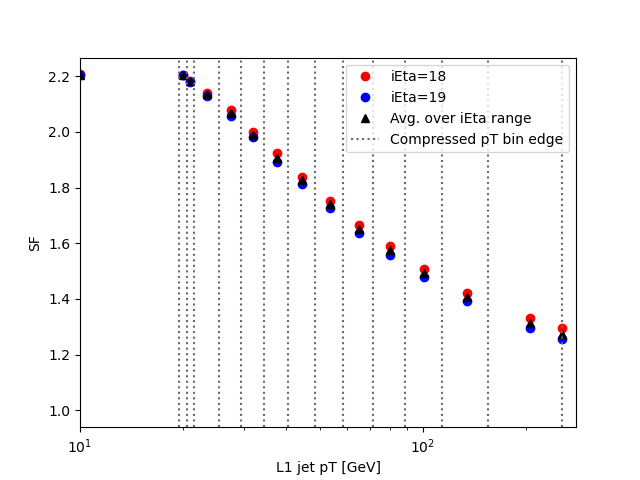 iEta=18
iEta=19
Avg. over iEta range
Compressed pT bin edge
2.2
2.0
1.8
1.6
1.4
1.2
1.0
SF
10¹
10²
L1 jet pT [GeV]